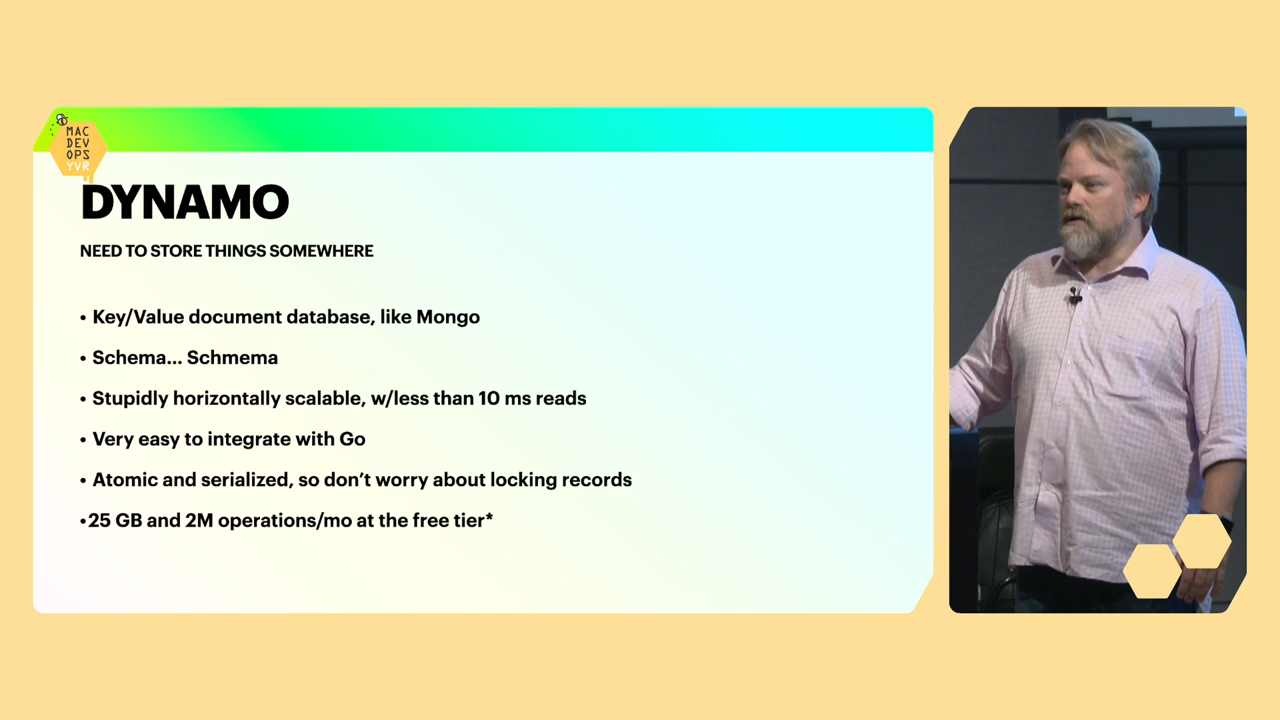 MAC
DEV
OPS
YVR
DYNAMO
NEED TO STORE THINGS SOMEWHERE
• Key/Value document database, like Mongo
• Schema... Schmema
• Stupidly horizontally scalable, w/less than 10 ms reads
• Very easy to integrate with Go
• Atomic and serialized, so don’t worry about locking records
•25 GB and 2M operations/mo at the free tier*